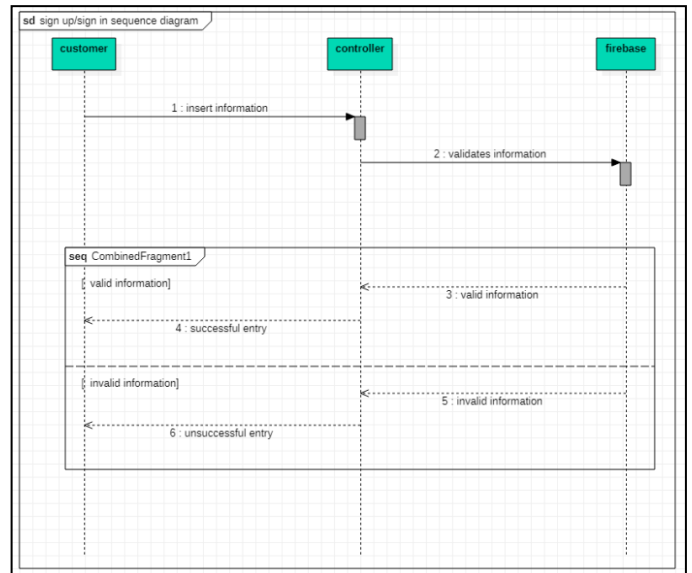 sd sign up/sign in sequence diagram
customer
controller
firebase
1 : insert information
2 : validates information
seq CombinedFragment1
[ valid information]
3 : valid information
4 : successful entry
[ invalid information]
5 : invalid information
6 : unsuccessful entry